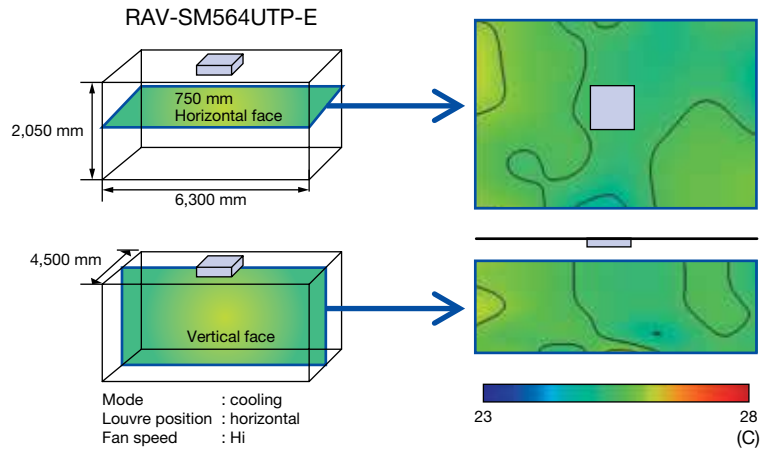 RAV-SM564UTP-E
750 mm
Horizontal face
2,050 mm
6,300 mm
4,500 mm
Vertical face
Mode : cooling
Louvre position : horizontal
Fan speed : Hi
23 28
(C)